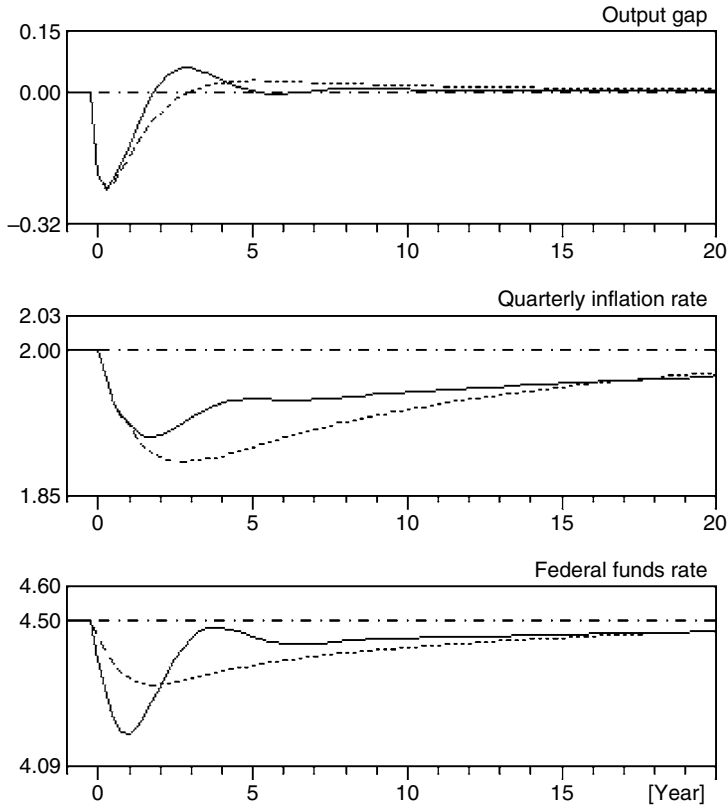 Output gap
0.15
0.00
–0.32
0 5 10 15 20
Quarterly inflation rate
2.03
2.00
1.85
0 5 10 15 20
Federal funds rate
4.60
4.50
4.09
0 5 10 15 [Year] 20